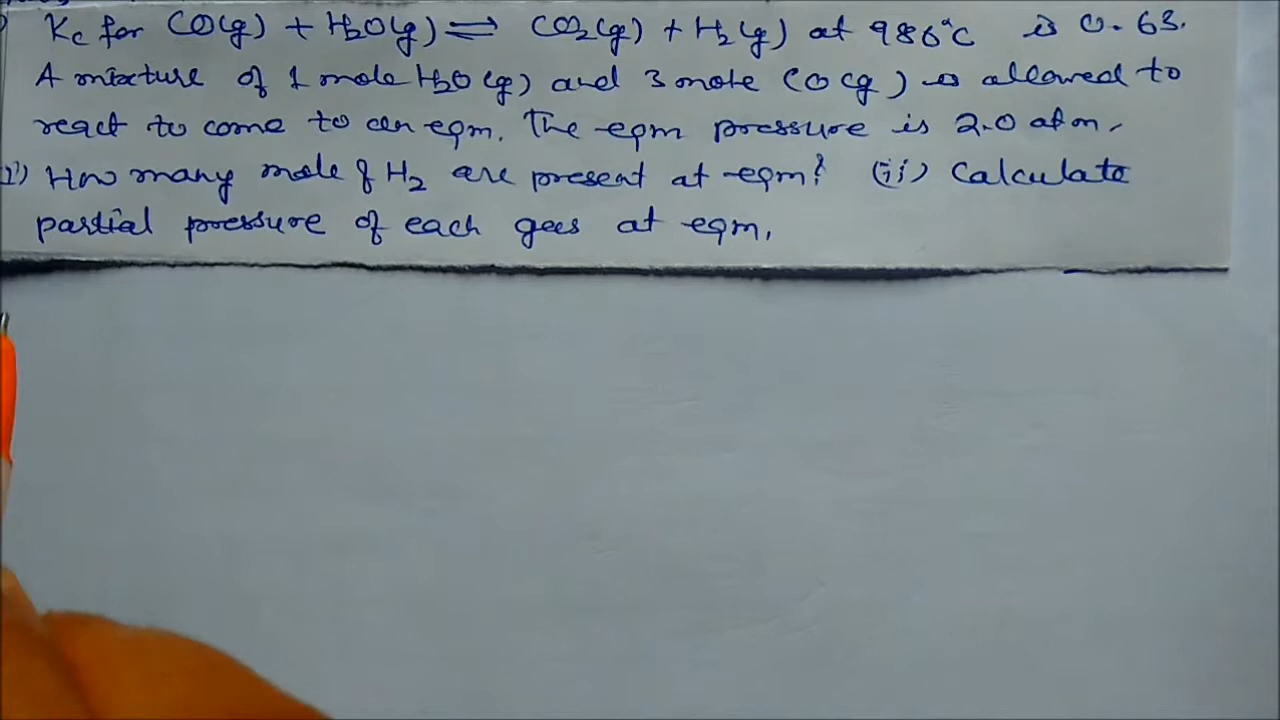 Kc for CO(g) + H2O(g) ⇌ CO2(g) + H2(g) at 986°C is 0.63.
A mixture of 1 mole H2O(g) and 3 mole CO(g) is allowed to
react to come to an eqm. The eqm pressure is 2.0 atm.
i) How many mole of H2 are present at eqm? (ii) Calculate
partial pressure of each gas at eqm.